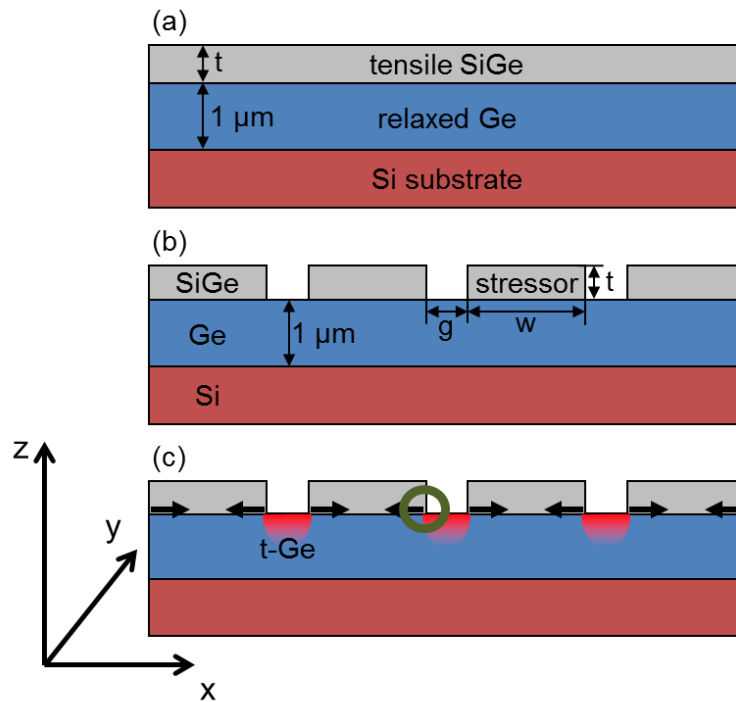 (a)
t
tensile SiGe
1 µm
relaxed Ge
Si substrate
(b)
SiGe
stressor
t
g
w
Ge
1 µm
Si
(c)
z
y
t-Ge
x